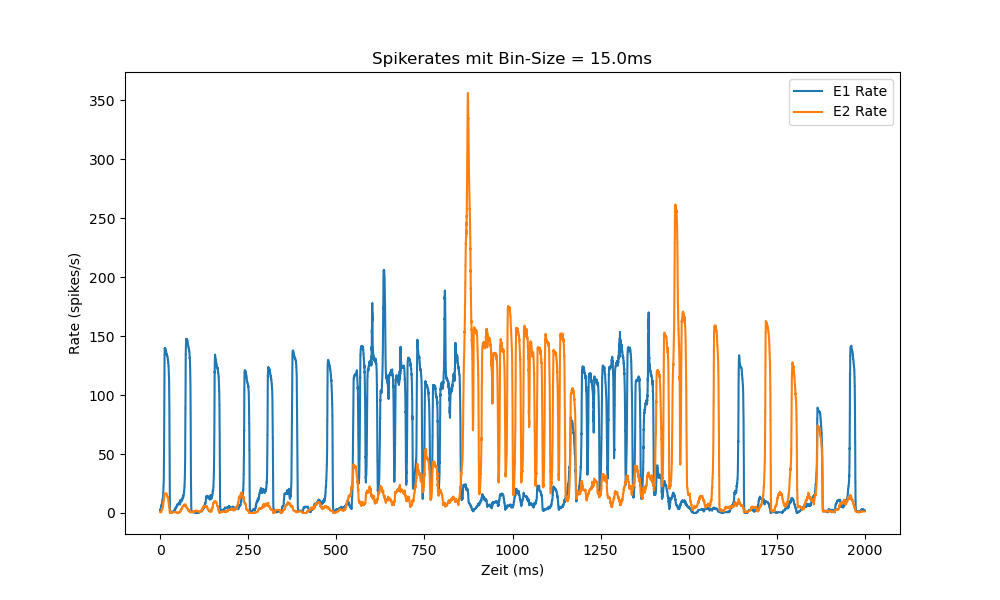 Spikerates mit Bin-Size = 15.0ms
E1 Rate
E2 Rate
350
300
250
200
150
100
50
0
Rate (spikes/s)
0 250 500 750 1000 1250 1500 1750 2000
Zeit (ms)